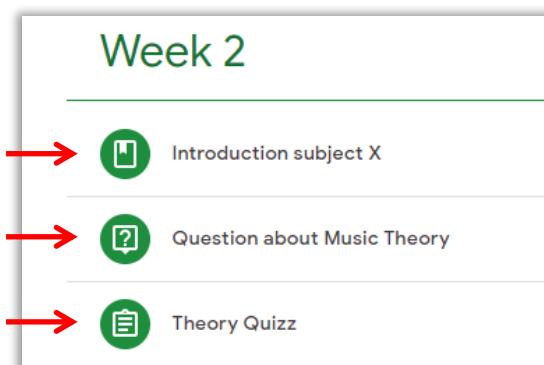 Week 2
Introduction subject X
Question about Music Theory
Theory Quizz